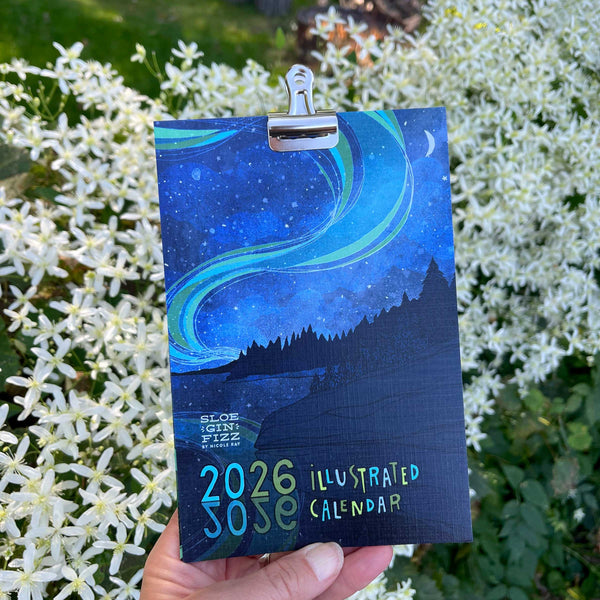 SLOE
GIN
FIZZ
BY NICOLE RAY
2026 ILLUSTRATED
CALENDAR